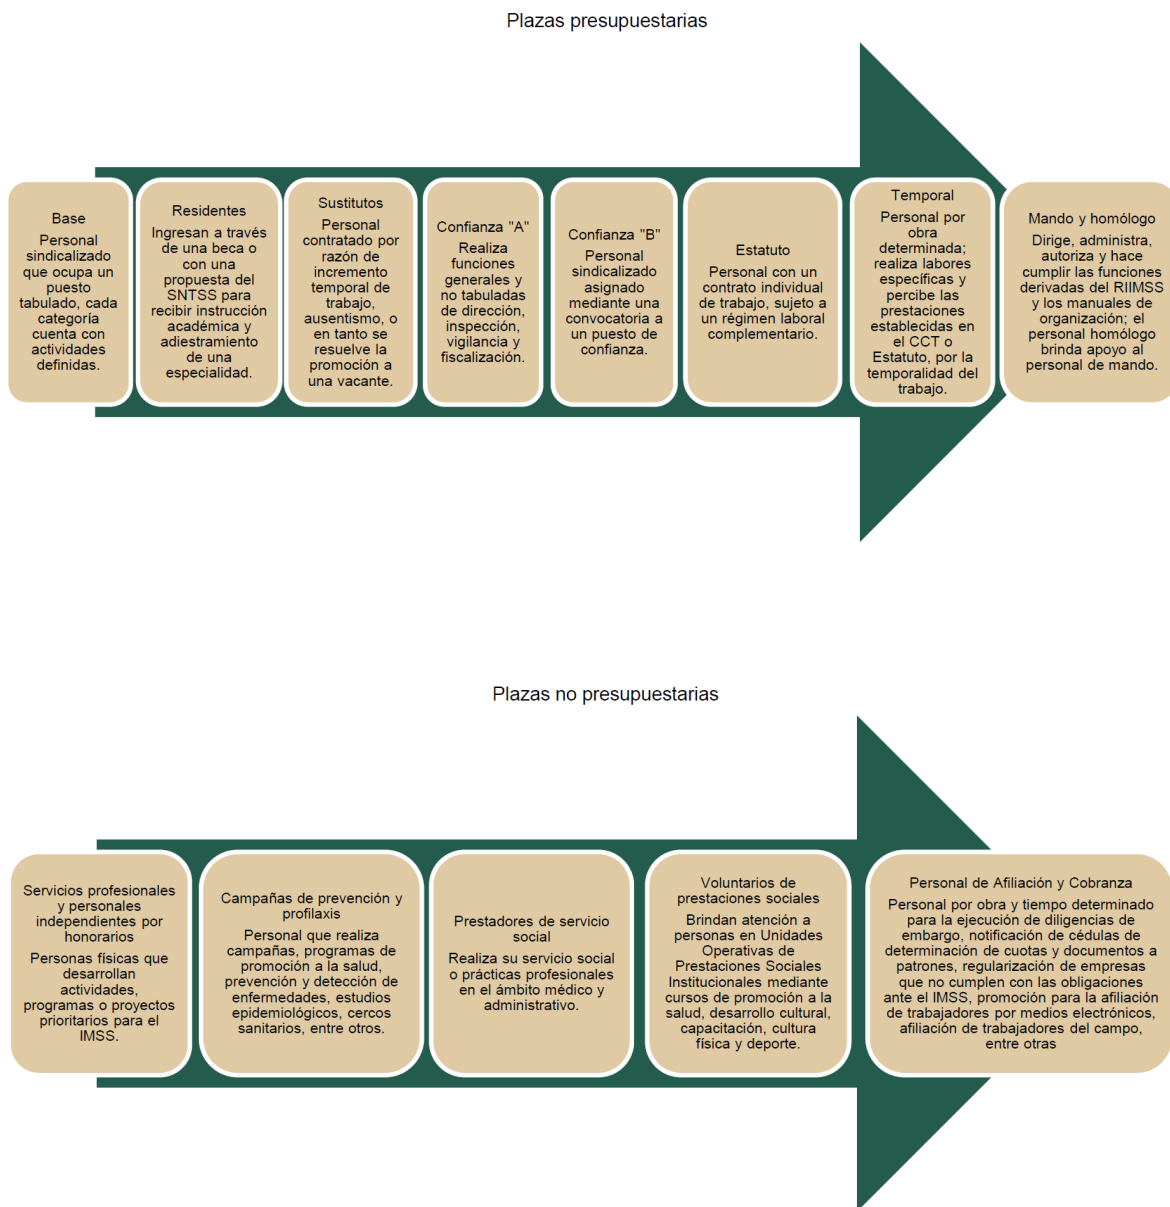 Plazas presupuestarias
Base
Personal
sindicalizado
que ocupa un
puesto
tabulado, cada
categoría
cuenta con
actividades
definidas.
Residentes
Ingresan a través
de una beca o
con una
propuesta del
SNTSS para
recibir instrucción
académica y
adiestramiento
de una
especialidad.
Sustitutos
Personal
contratado por
razón de
incremento
temporal de
trabajo,
ausentismo, o
en tanto se
resuelve la
promoción a
una vacante.
Confianza "A"
Realiza
funciones
generales y
no tabuladas
de dirección,
inspección,
vigilancia y
fiscalización.
Confianza "B"
Personal
sindicalizado
asignado
mediante una
convocatoria a
un puesto de
confianza.
Estatuto
Personal con un
contrato individual
de trabajo, sujeto a
un régimen laboral
complementario.
Temporal
Personal por
obra
determinada;
realiza labores
específicas y
percibe las
prestaciones
establecidas en
el CCT o
Estatuto, por la
temporalidad del
trabajo.
Mando y homólogo
Dirige, administra,
autoriza y hace
cumplir las funciones
derivadas del RIIMSS
y los manuales de
organización; el
personal homólogo
brinda apoyo al
personal de mando.
Plazas no presupuestarias
Servicios profesionales
y personales
independientes por
honorarios
Personas físicas que
desarrollan
actividades,
programas o proyectos
prioritarios para el
IMSS.
Campañas de prevención y
profilaxis
Personal que realiza
campañas, programas de
promoción a la salud,
prevención y detección de
enfermedades, estudios
epidemiológicos, cercos
sanitarios, entre otros.
Prestadores de servicio
social
Realiza su servicio social
o prácticas profesionales
en el ámbito médico y
administrativo.
Voluntarios de
prestaciones sociales
Brindan atención a
personas en Unidades
Operativas de
Prestaciones Sociales
Institucionales mediante
cursos de promoción a la
salud, desarrollo cultural,
capacitación, cultura
física y deporte.
Personal de Afiliación y Cobranza
Personal por obra y tiempo determinado
para la ejecución de diligencias de
embargo, notificación de cédulas de
determinación de cuotas y documentos a
patrones, regularización de empresas
que no cumplen con las obligaciones
ante el IMSS, promoción para la afiliación
de trabajadores por medios electrónicos,
afiliación de trabajadores del campo,
entre otras